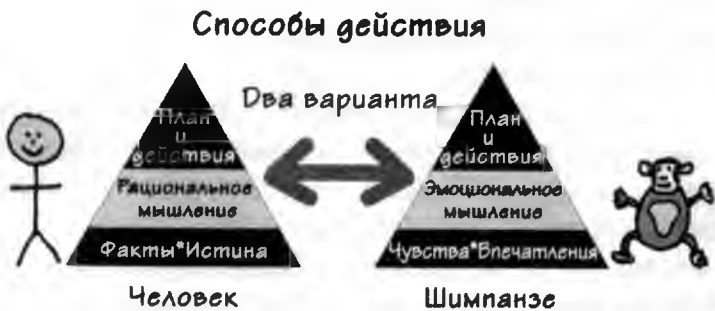 Способы действия
Два варианта
План
и
действия
Рациональное
мышление
Факты*Истина
Человек
План
и
действия
Эмоциональное
мышление
Чувства*Впечатления
Шимпанзе